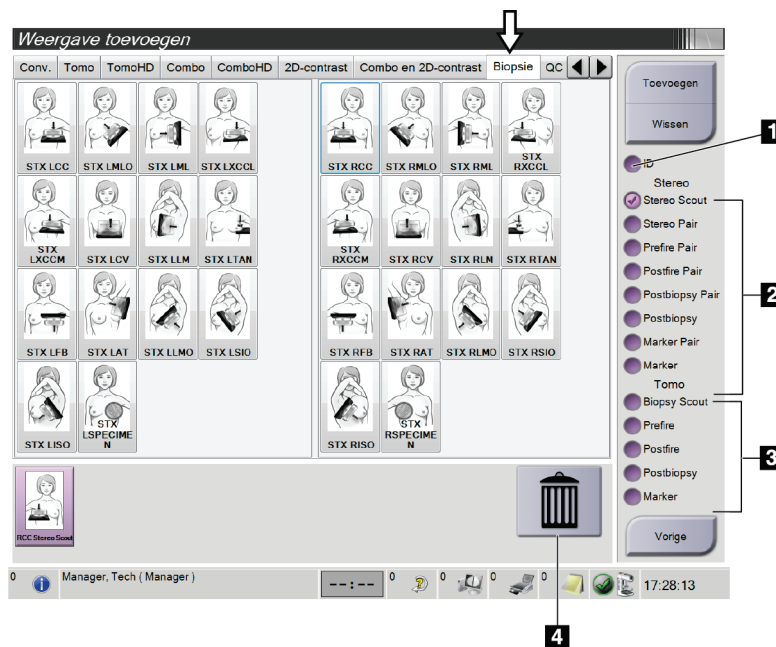 Weergave toevoegen
Conv. Tomo TomoHD Combo ComboHD 2D-contrast Combo en 2D-contrast Biopsie QC
STX LCC STX LMLO STX LML STX LXCCL
STX LXCCM STX LCV STX LLM STX LTAN
STX LFB STX LAT STX LLMO STX LSIO
STX LISO STX LSPECIMEN
STX RCC STX RMLO STX RML STX RXCCL
STX RXCCM STX RCV STX RLN STX RTAN
STX RFB STX RAT STX RLMO STX RSIO
STX RISO STX RSPECIMEN
Toevoegen
Wissen
ID
Stereo
Stereo Scout
Stereo Pair
Prefire Pair
Postfire Pair
Postbiopsy Pair
Postbiopsy
Marker Pair
Marker
Tomo
Biopsy Scout
Prefire
Postfire
Postbiopsy
Marker
Vorige
1
2
3
RCC Stereo Scout
0 Manager, Tech ( Manager ) --:-- 0 0 0 0 17:28:13
4